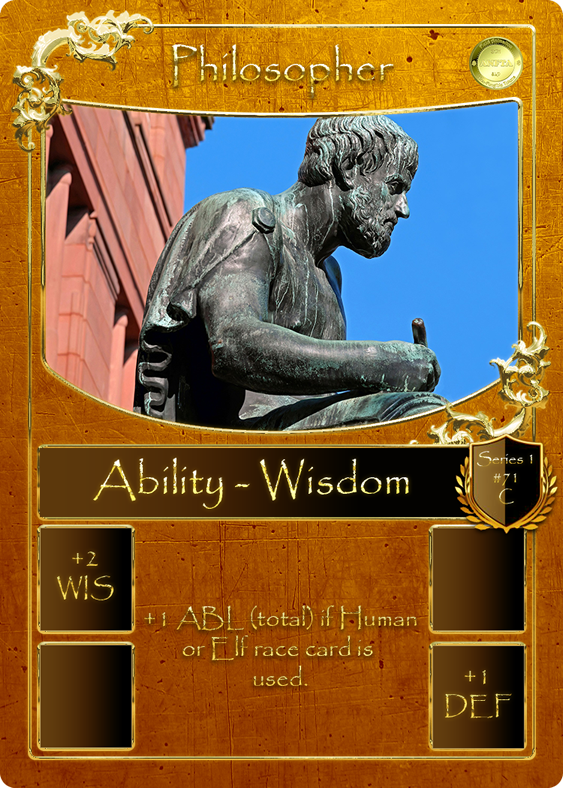 Philosopher
Ability - Wisdom
Series 1
#71
C
+2
WIS
+1 ABL (total) if Human
or Elf race card is
used.
+1
DEF